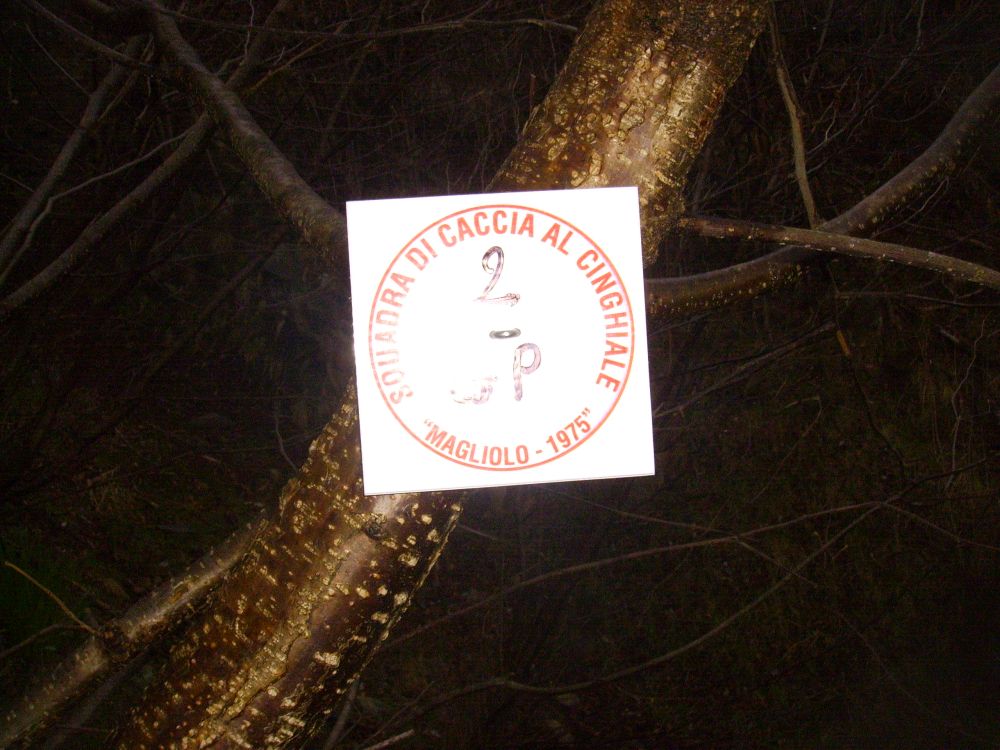 SQUADRA DI CACCIA AL CINGHIALE
2
-
P
"MAGLIOLO - 1975"